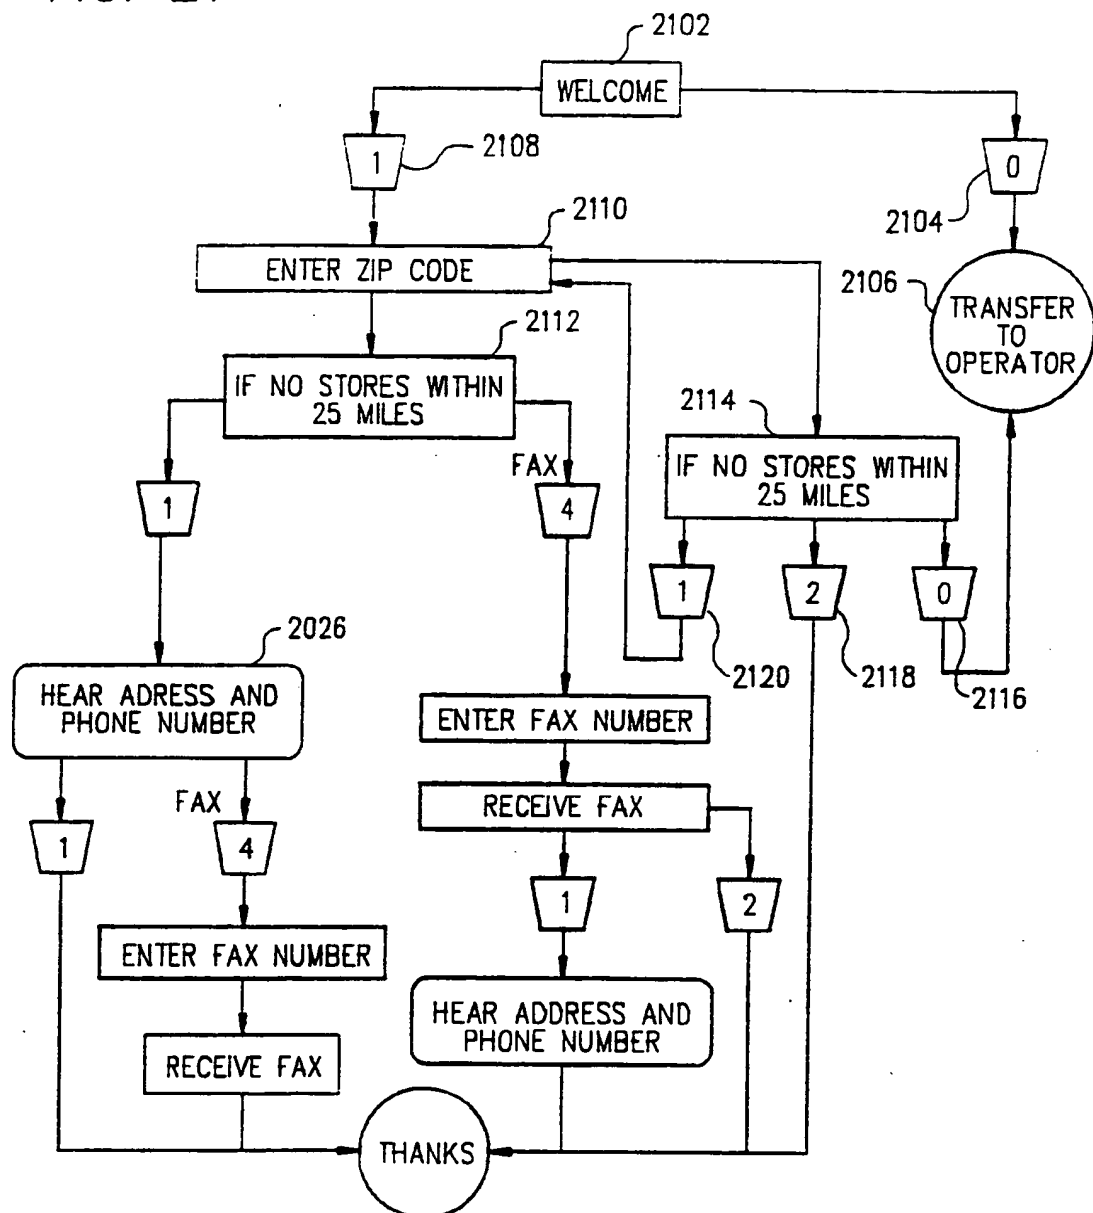 2102
WELCOME
1
2108
0
2104
2110
ENTER ZIP CODE
2106
TRANSFER
TO
OPERATOR
2112
IF NO STORES WITHIN
25 MILES
2114
IF NO STORES WITHIN
25 MILES
1
FAX
4
1
2
0
2120
2118
2116
2026
HEAR ADRESS AND
PHONE NUMBER
ENTER FAX NUMBER
RECEIVE FAX
1
FAX
4
1
2
ENTER FAX NUMBER
HEAR ADDRESS AND
PHONE NUMBER
RECEIVE FAX
THANKS